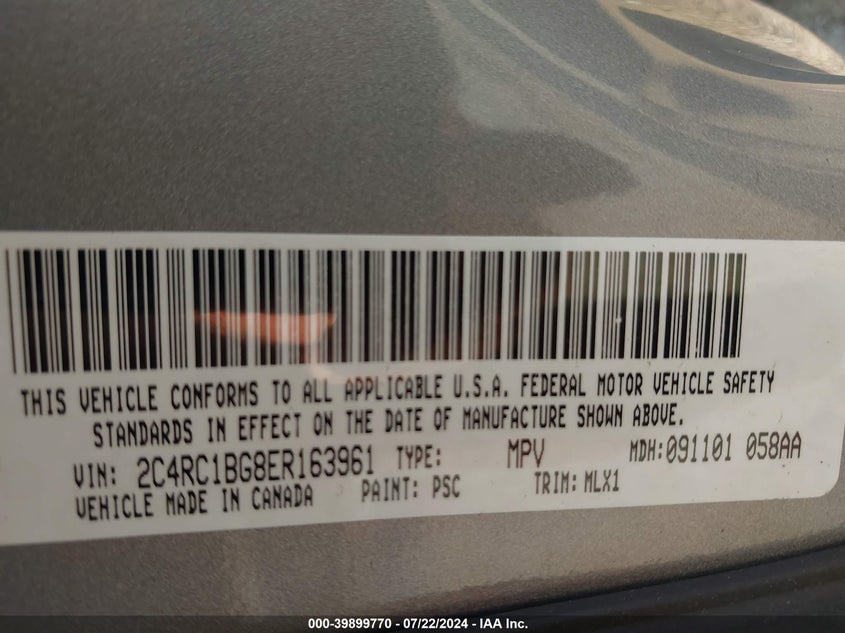 THIS VEHICLE CONFORMS TO ALL APPLICABLE U.S.A. FEDERAL MOTOR VEHICLE SAFETY
STANDARDS IN EFFECT ON THE DATE OF MANUFACTURE SHOWN ABOVE.
VIN: 2C4RC1BG8ER163961 TYPE: MPV MDH:091101 058AA
VEHICLE MADE IN CANADA PAINT: PSC TRIM: MLX1
000-39899770 - 07/22/2024 - IAA Inc.